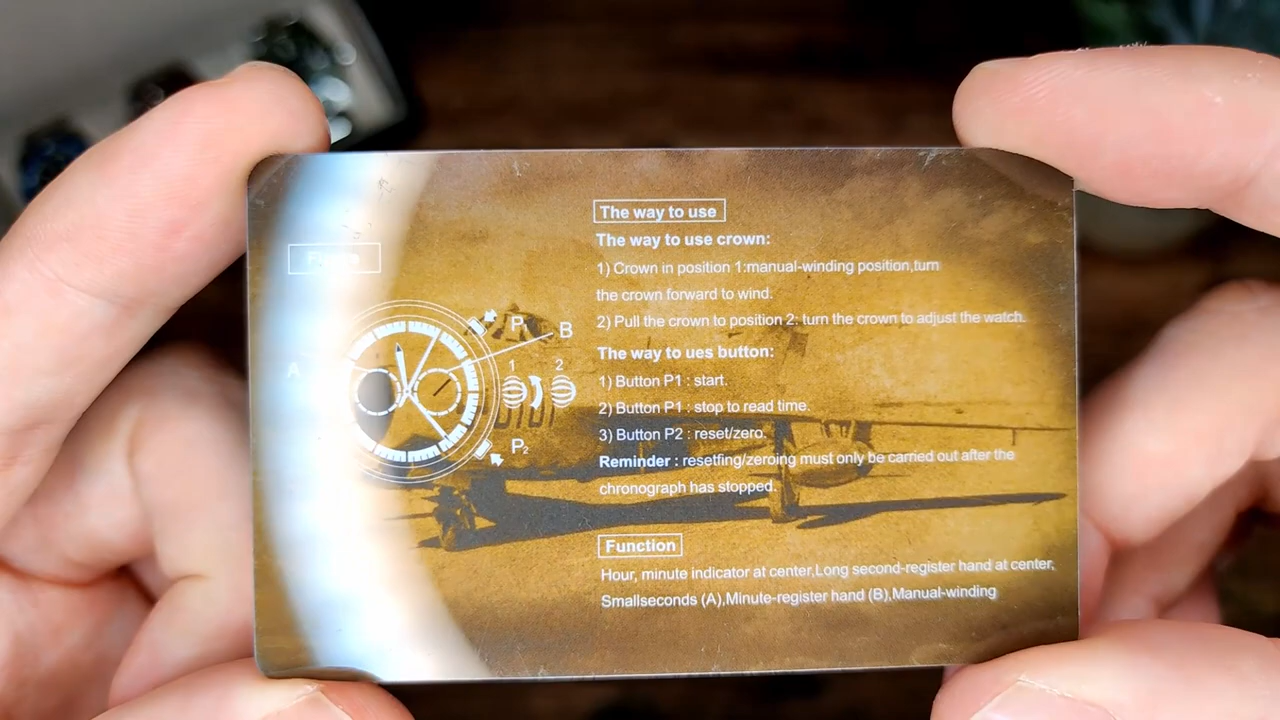 The way to use
The way to use crown:
1) Crown in position 1:manual-winding position,turn
the crown forward to wind.
2) Pull the crown to position 2: turn the crown to adjust the watch.
The way to ues button:
1) Button P1 : start.
2) Button P1 : stop to read time.
3) Button P2 : reset/zero.
Reminder : resetfing/zeroing must only be carried out after the
chronograph has stopped.
Function
Hour, minute indicator at center,Long second-register hand at center,
Smallseconds (A),Minute-register hand (B),Manual-winding
P1
B
A
1 2
P2